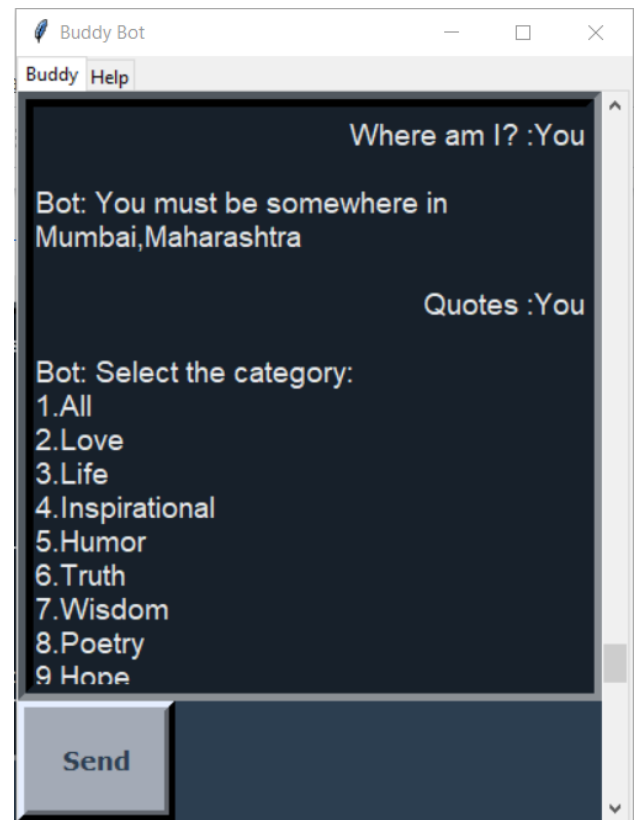 Buddy Bot
Buddy Help
Where am I? :You
Bot: You must be somewhere in
Mumbai,Maharashtra
Quotes :You
Bot: Select the category:
1.All
2.Love
3.Life
4.Inspirational
5.Humor
6.Truth
7.Wisdom
8.Poetry
9.Hope
Send